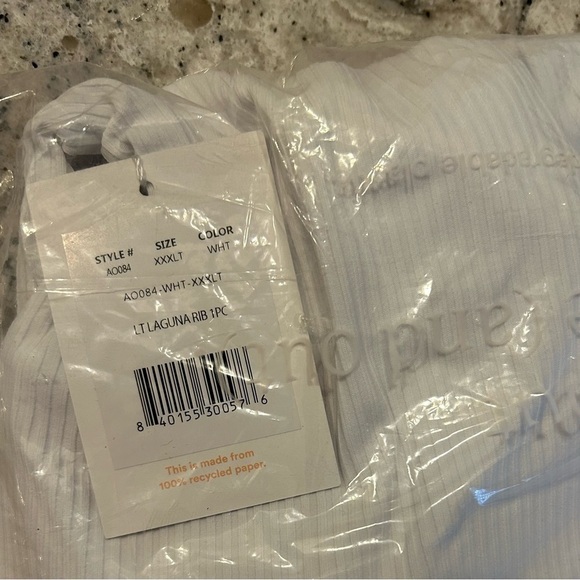 STYLE # SIZE COLOR
AO084 XXXLT WHT
AO084-WHT-XXXLT
LT LAGUNA RIB 1PC
8 40155 30057 6
This is made from
100% recycled paper.